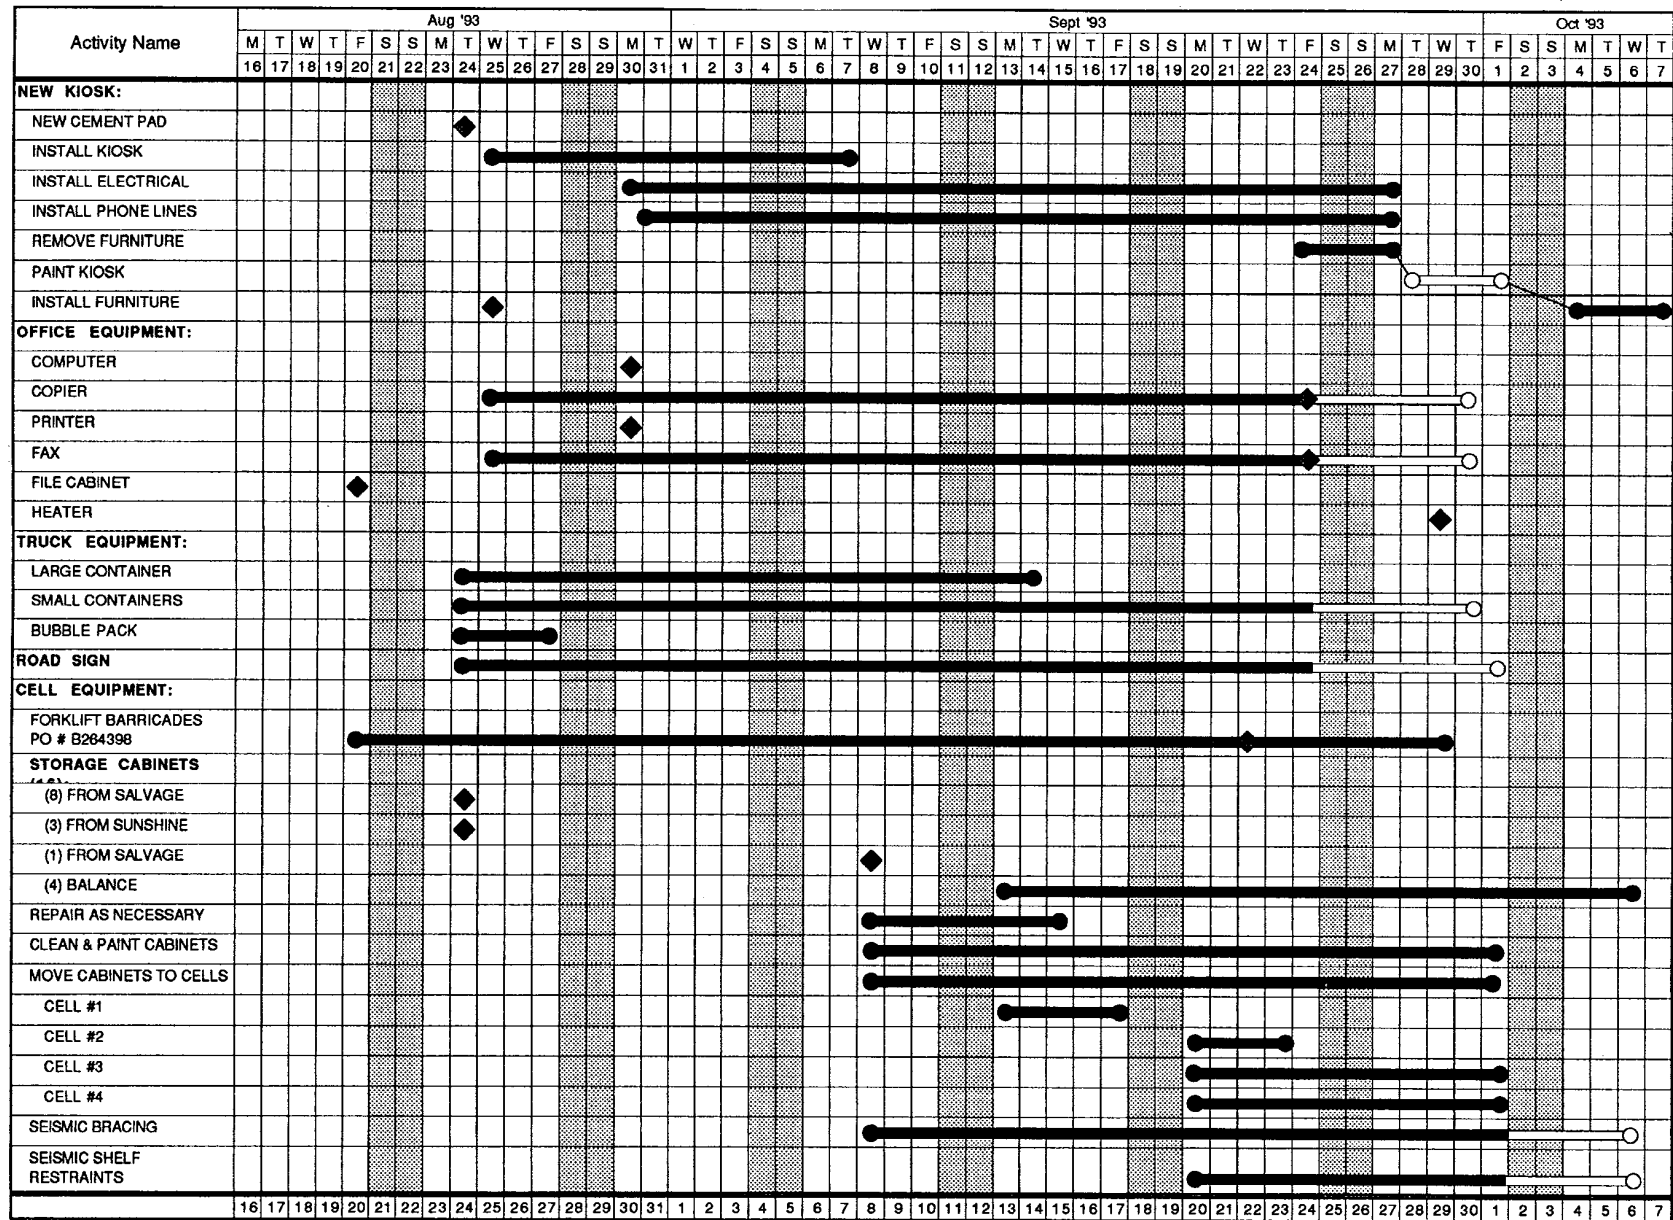 Aug '93 Sept '93 Oct '93
Activity Name
M T W T F S S M T W T F S S M T W T F S S M T W T F S S M T W T F S S M T W T F S S M T W T F S S M T W T
16 17 18 19 20 21 22 23 24 25 26 27 28 29 30 31 1 2 3 4 5 6 7 8 9 10 11 12 13 14 15 16 17 18 19 20 21 22 23 24 25 26 27 28 29 30 1 2 3 4 5 6 7
NEW KIOSK:
NEW CEMENT PAD
INSTALL KIOSK
INSTALL ELECTRICAL
INSTALL PHONE LINES
REMOVE FURNITURE
PAINT KIOSK
INSTALL FURNITURE
OFFICE EQUIPMENT:
COMPUTER
COPIER
PRINTER
FAX
FILE CABINET
HEATER
TRUCK EQUIPMENT:
LARGE CONTAINER
SMALL CONTAINERS
BUBBLE PACK
ROAD SIGN
CELL EQUIPMENT:
FORKLIFT BARRICADES
PO # B264398
STORAGE CABINETS
(8) FROM SALVAGE
(3) FROM SUNSHINE
(1) FROM SALVAGE
(4) BALANCE
REPAIR AS NECESSARY
CLEAN & PAINT CABINETS
MOVE CABINETS TO CELLS
CELL #1
CELL #2
CELL #3
CELL #4
SEISMIC BRACING
SEISMIC SHELF
RESTRAINTS
16 17 18 19 20 21 22 23 24 25 26 27 28 29 30 31 1 2 3 4 5 6 7 8 9 10 11 12 13 14 15 16 17 18 19 20 21 22 23 24 25 26 27 28 29 30 1 2 3 4 5 6 7